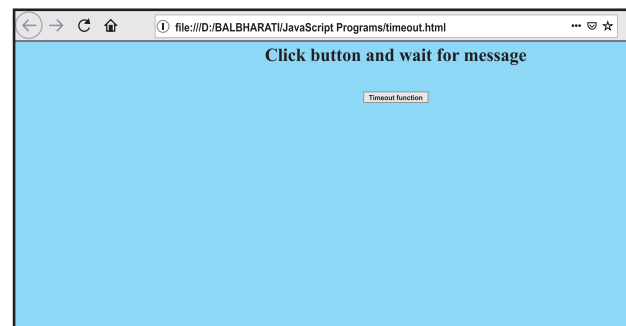 file:///D:/BALBHARATI/JavaScript Programs/timeout.html
Click button and wait for message
Timeout function